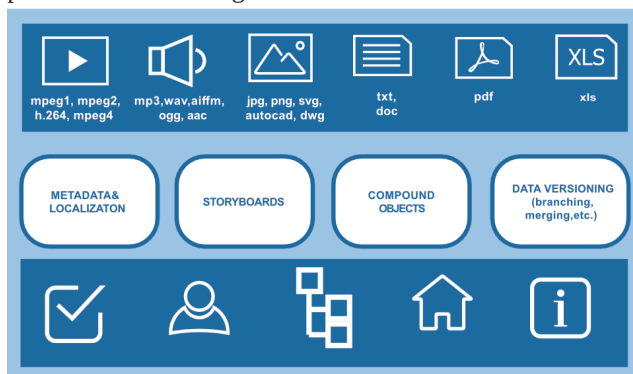 XLS
mpeg1, mpeg2,
h.264, mpeg4
mp3,wav,aiffm,
ogg, aac
jpg, png, svg,
autocad, dwg
txt,
doc
pdf
xls
METADATA&
LOCALIZATON
STORYBOARDS
COMPOUND
OBJECTS
DATA VERSIONING
(branching,
merging,etc.)
i